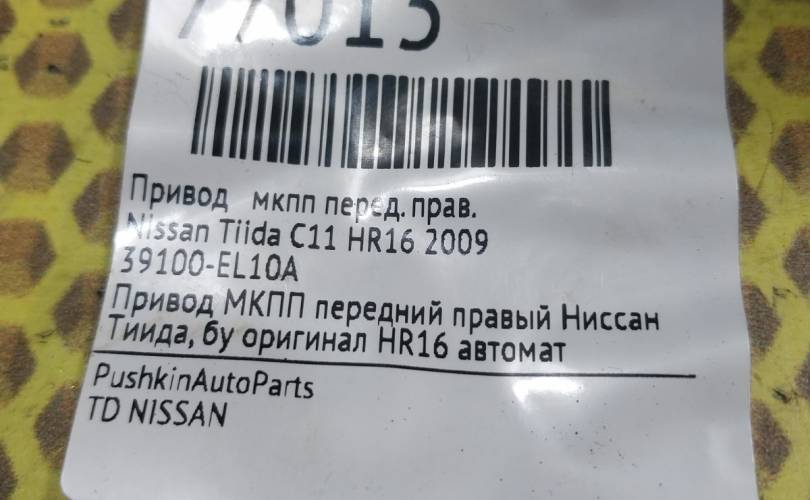 77013
Привод мкпп перед. прав.
Nissan Tiida C11 HR16 2009
39100-EL10A
Привод МКПП передний правый Ниссан
Тиида, бу оригинал HR16 автомат
PushkinAutoParts
TD NISSAN